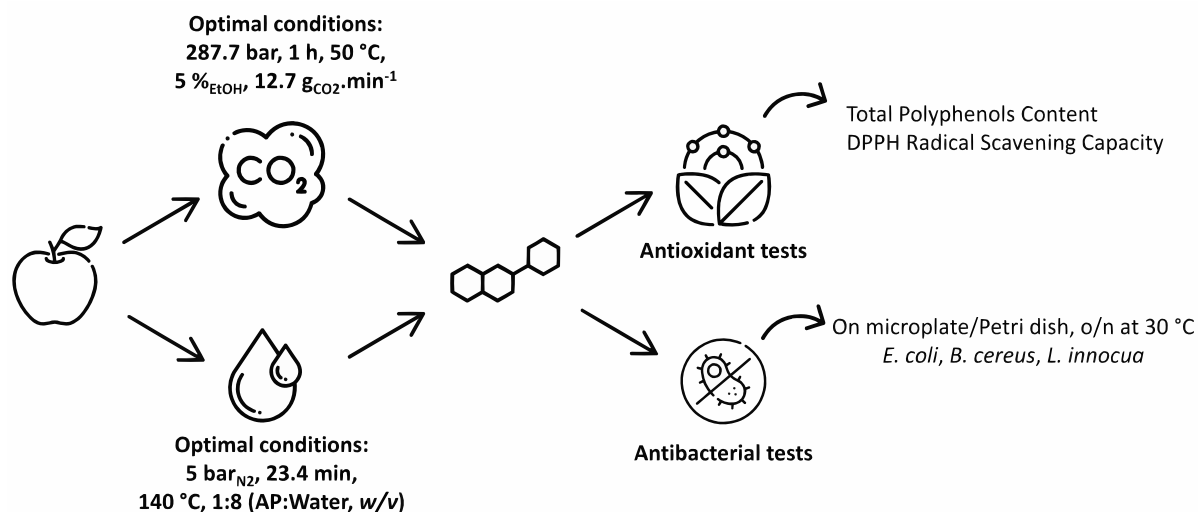 Optimal conditions:
287.7 bar, 1 h, 50 °C,
5 %EtOH, 12.7 gCO2.min-1
CO2
Total Polyphenols Content
DPPH Radical Scavening Capacity
Antioxidant tests
On microplate/Petri dish, o/n at 30 °C
E. coli, B. cereus, L. innocua
Antibacterial tests
Optimal conditions:
5 barN2, 23.4 min,
140 °C, 1:8 (AP:Water, w/v)